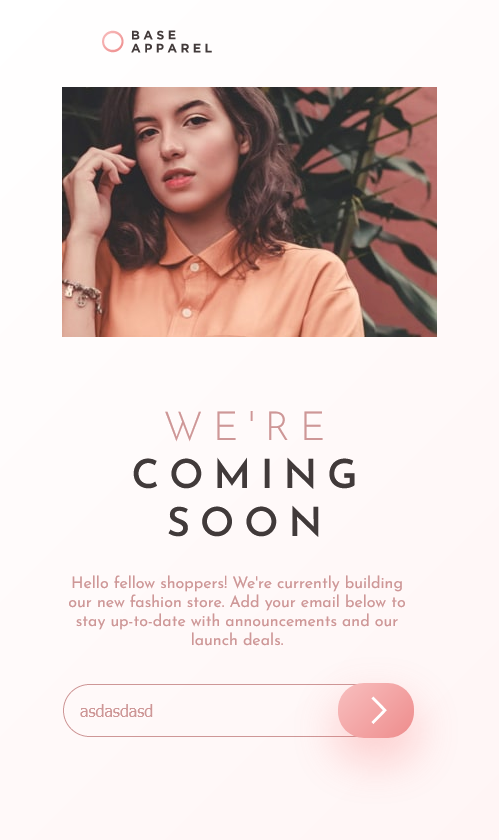 BASE
APPAREL
WE'RE
COMING
SOON
Hello fellow shoppers! We're currently building
our new fashion store. Add your email below to
stay up-to-date with announcements and our
launch deals.
asdasdasd